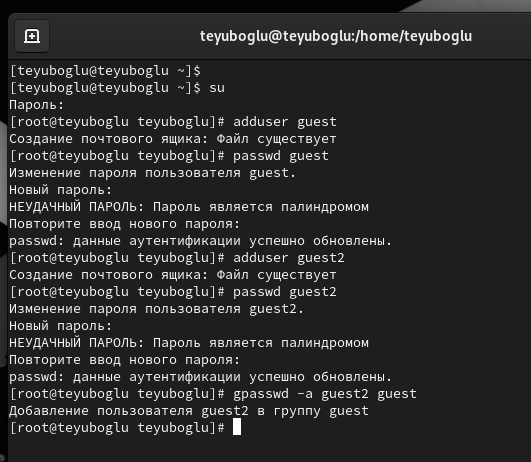 teyuboglu@teyuboglu:/home/teyuboglu
[teyuboglu@teyuboglu ~]$
[teyuboglu@teyuboglu ~]$ su
Пароль:
[root@teyuboglu teyuboglu]# adduser guest
Создание почтового ящика: Файл существует
[root@teyuboglu teyuboglu]# passwd guest
Изменение пароля пользователя guest.
Новый пароль:
НЕУДАЧНЫЙ ПАРОЛЬ: Пароль является палиндромом
Повторите ввод нового пароля:
passwd: данные аутентификации успешно обновлены.
[root@teyuboglu teyuboglu]# adduser guest2
Создание почтового ящика: Файл существует
[root@teyuboglu teyuboglu]# passwd guest2
Изменение пароля пользователя guest2.
Новый пароль:
НЕУДАЧНЫЙ ПАРОЛЬ: Пароль является палиндромом
Повторите ввод нового пароля:
passwd: данные аутентификации успешно обновлены.
[root@teyuboglu teyuboglu]# gpasswd -a guest2 guest
Добавление пользователя guest2 в группу guest
[root@teyuboglu teyuboglu]#